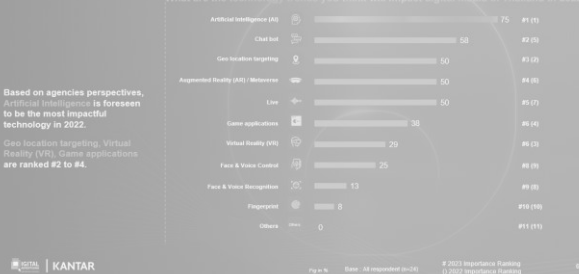 Artificial Intelligence (AI) 75 #1 (1)
Chat bot 58 #2 (5)
Geo location targeting 50 #3 (2)
Augmented Reality (AR) / Metaverse 50 #4 (6)
Live 50 #5 (7)
Game applications 38 #6 (4)
Virtual Reality (VR) 29 #6 (3)
Face & Voice Control 25 #8 (9)
Face & Voice Recognition 13 #9 (8)
Fingerprint 8 #10 (10)
Others 0 #11 (11)
Based on agencies perspectives,
Artificial Intelligence is foreseen
to be the most impactful
technology in 2022.
Geo location targeting, Virtual
Reality (VR), Game applications
are ranked #2 to #4.
KANTAR
Fig in %
Base : All respondent (n=24)
# 2023 Importance Ranking
() 2022 Importance Ranking